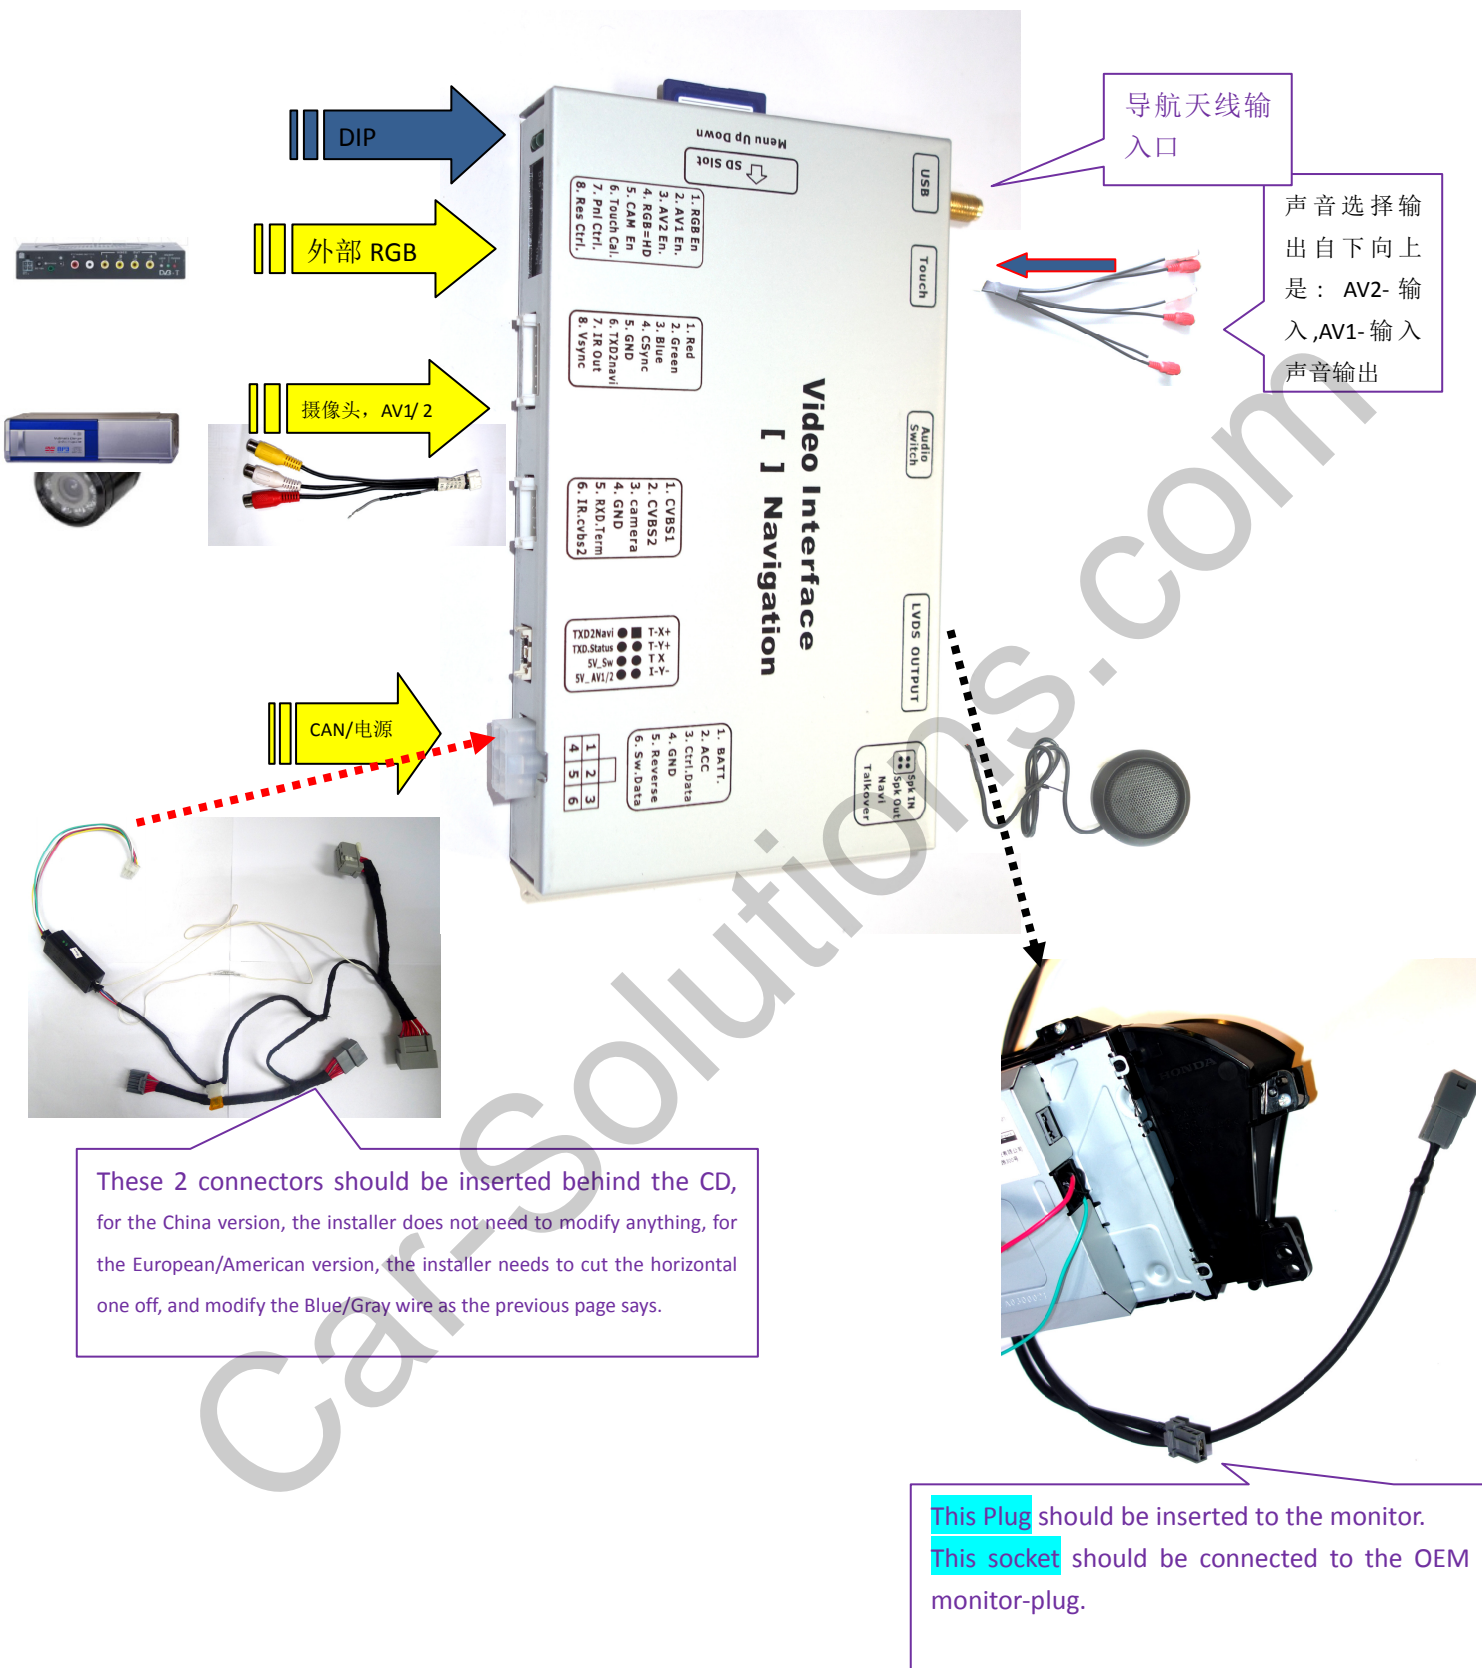 DIP
外部 RGB
摄像头，AV1/ 2
CAN/电源
导航天线输
入口
声音选择输
出自下向上
是： AV2- 输
入,AV1- 输入
声音输出
Menu Up Down
SD Slot
1. RGB En
2. AV1 En.
3. AV2 En.
4. RGB=HD
5. CAM En
6. Touch Cal.
7. Pnl Ctrl.
8. Res Ctrl.
1. Red
2. Green
3. Blue
4. CSync
5. GND
6. TXD2navi
7. IR Out
8. Vsync
1. CVBS1
2. CVBS2
3. camera
4. GND
5. RXD.Term
6. IR.cvbs2
TXD2Navi T-X+
TXD.Status T-Y+
5V_Sw T X
5V_AV1/2 I-Y-
1 2 3
4 5 6
1. BATT.
2. ACC
3. Ctrl.Data
4. GND
5. Reverse
6. Sw.Data
Video Interface
[ ] Navigation
USB
Touch
Audio
Switch
LVDS OUTPUT
Spk IN
Spk Out
Navi
Talkover
DVB-T
HONDA
These 2 connectors should be inserted behind the CD,
for the China version, the installer does not need to modify anything, for
the European/American version, the installer needs to cut the horizontal
one off, and modify the Blue/Gray wire as the previous page says.
This Plug should be inserted to the monitor.
This socket should be connected to the OEM
monitor-plug.
Car-Solutions.com